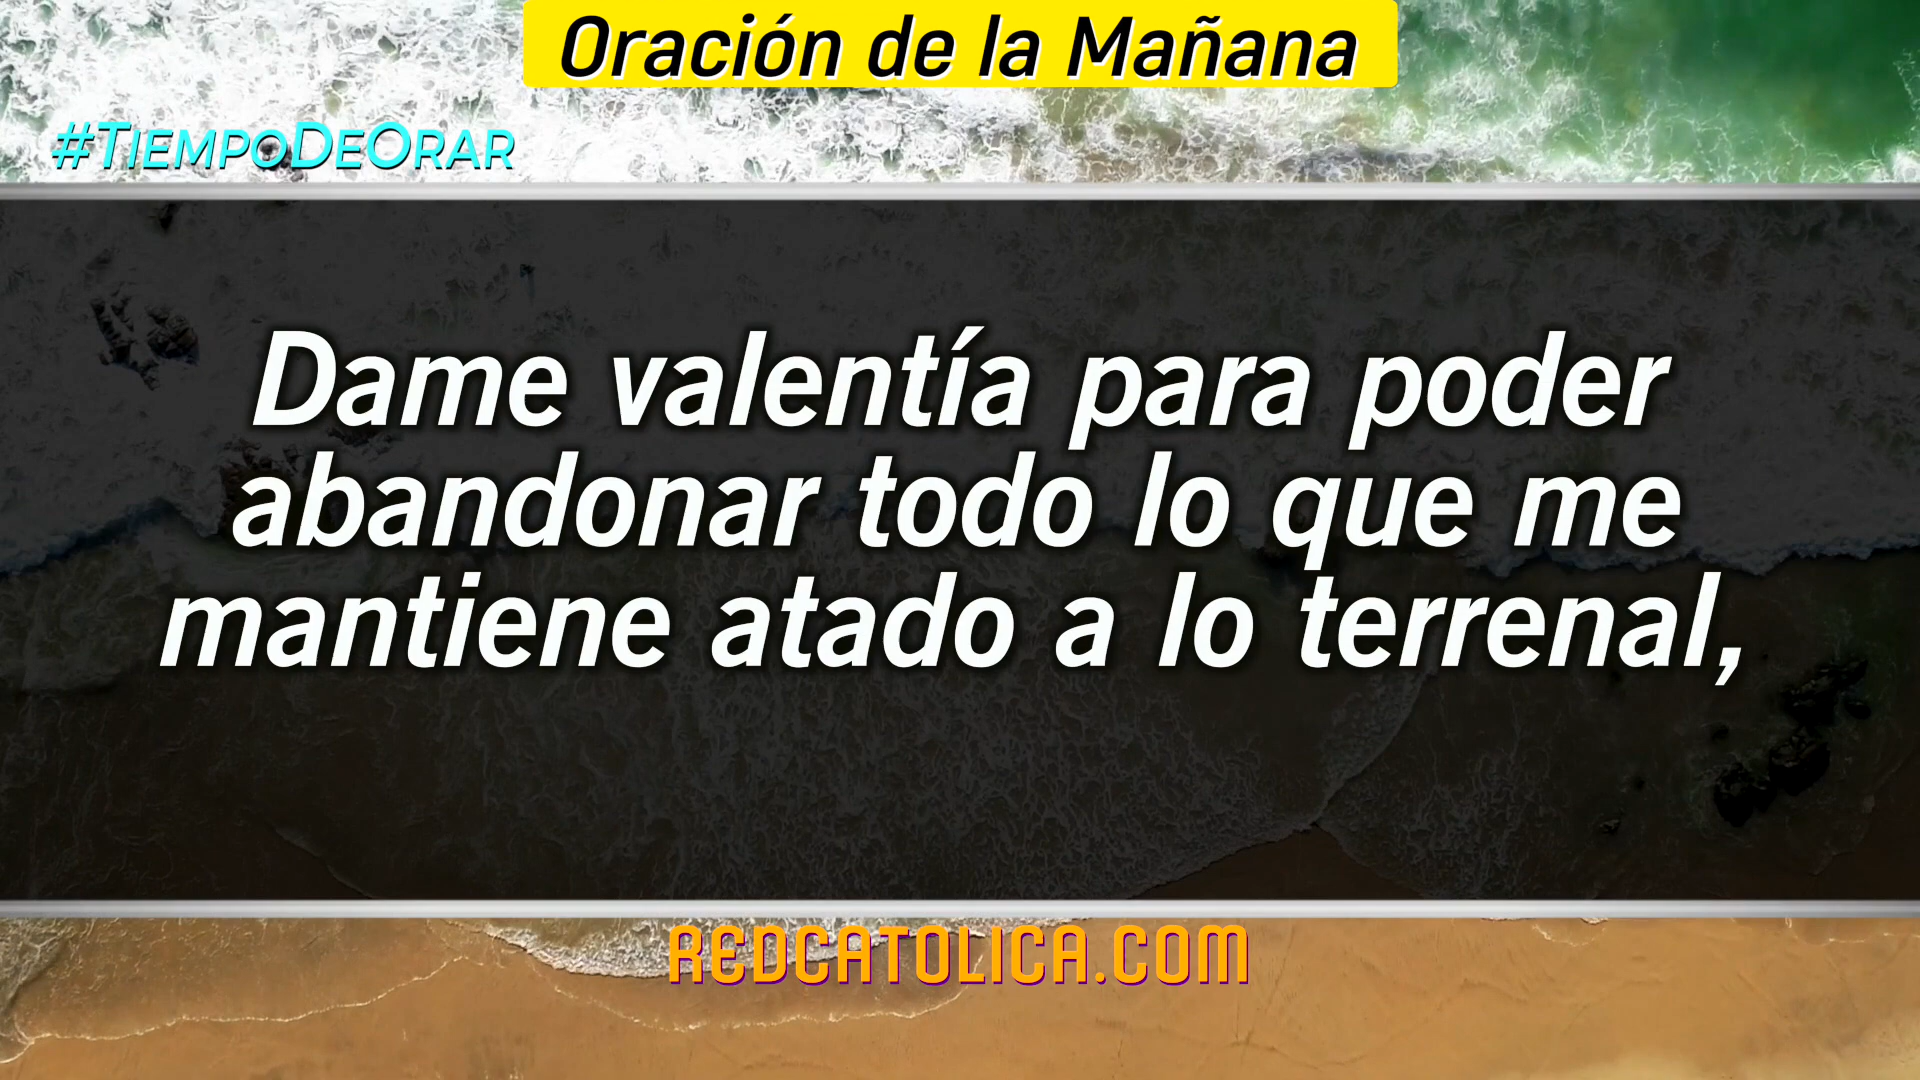 Oración de la Mañana
#TIEMPODEORAR
Dame valentía para poder
abandonar todo lo que me
mantiene atado a lo terrenal,
REDCATOLICA.COM